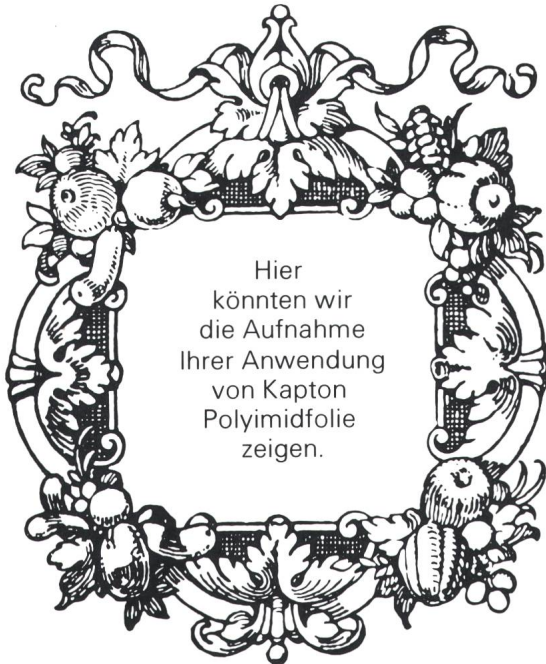 Hier
könnten wir
die Aufnahme
Ihrer Anwendung
von Kapton
Polyimidfolie
zeigen.